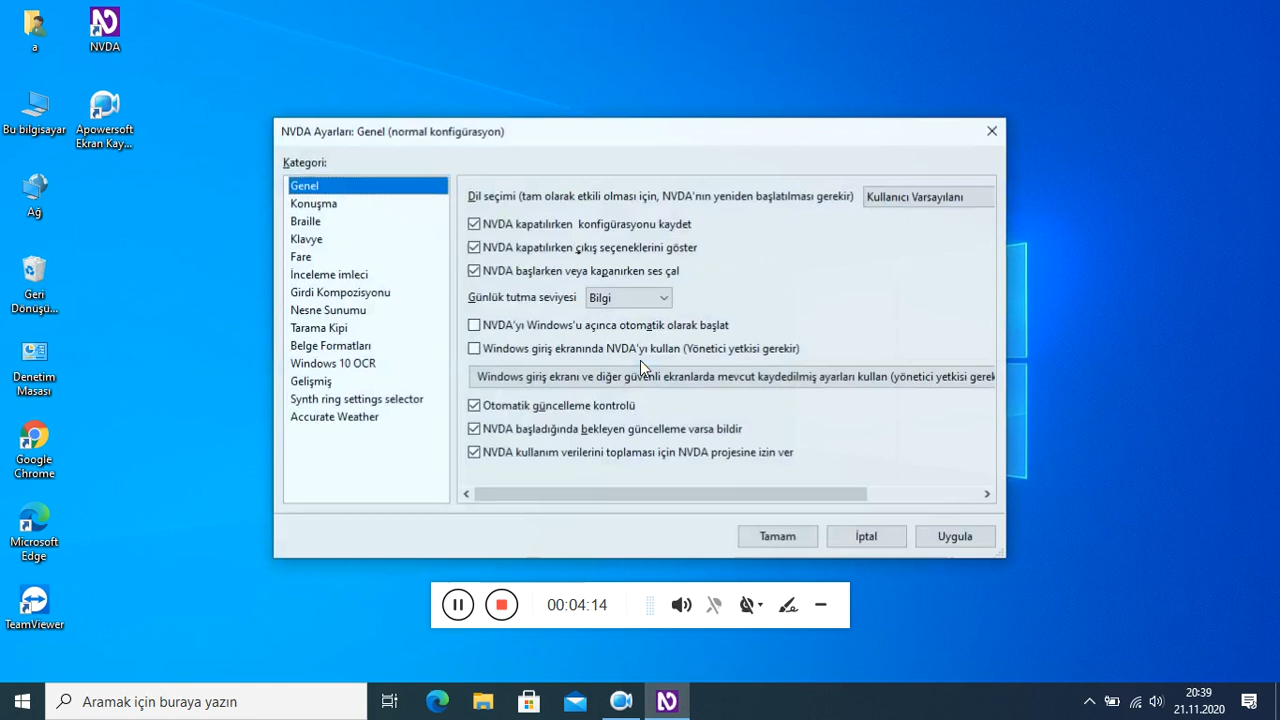 a
NVDA
Bu bilgisayar
Apowersoft
Ekran Kay...
Ağ
Geri
Dönüşü...
Denetim
Masası
Google
Chrome
Microsoft
Edge
TeamViewer
NVDA Ayarları: Genel (normal konfigürasyon)
Kategori:
Genel
Konuşma
Braille
Klavye
Fare
İnceleme imleci
Girdi Kompozisyonu
Nesne Sunumu
Tarama Kipi
Belge Formatları
Windows 10 OCR
Gelişmiş
Synth ring settings selector
Accurate Weather
Dil seçimi (tam olarak etkili olması için, NVDA'nın yeniden başlatılması gerekir) Kullanıcı Varsayılanı
NVDA kapatılırken konfigürasyonu kaydet
NVDA kapatılırken çıkış seçeneklerini göster
NVDA başlarken veya kapanırken ses çal
Günlük tutma seviyesi Bilgi
NVDA'yı Windows'u açınca otomatik olarak başlat
Windows giriş ekranında NVDA'yı kullan (Yönetici yetkisi gerekir)
Windows giriş ekranı ve diğer güvenli ekranlarda mevcut kaydedilmiş ayarları kullan (yönetici yetkisi gerek
Otomatik güncelleme kontrolü
NVDA başladığında bekleyen güncelleme varsa bildir
NVDA kullanım verilerini toplaması için NVDA projesine izin ver
Tamam İptal Uygula
00:04:14
Aramak için buraya yazın
20:39
21.11.2020